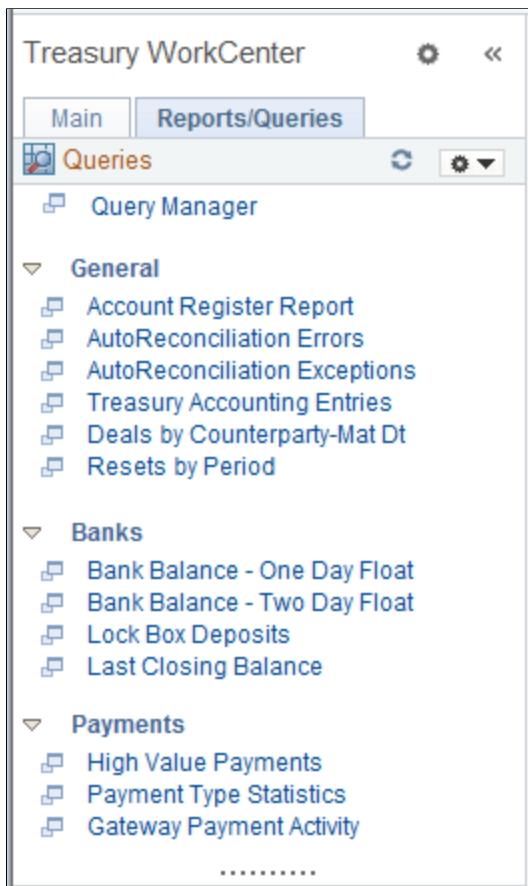 Treasury WorkCenter
Main
Reports/Queries
Queries
Query Manager
General
Account Register Report
AutoReconciliation Errors
AutoReconciliation Exceptions
Treasury Accounting Entries
Deals by Counterparty-Mat Dt
Resets by Period
Banks
Bank Balance - One Day Float
Bank Balance - Two Day Float
Lock Box Deposits
Last Closing Balance
Payments
High Value Payments
Payment Type Statistics
Gateway Payment Activity